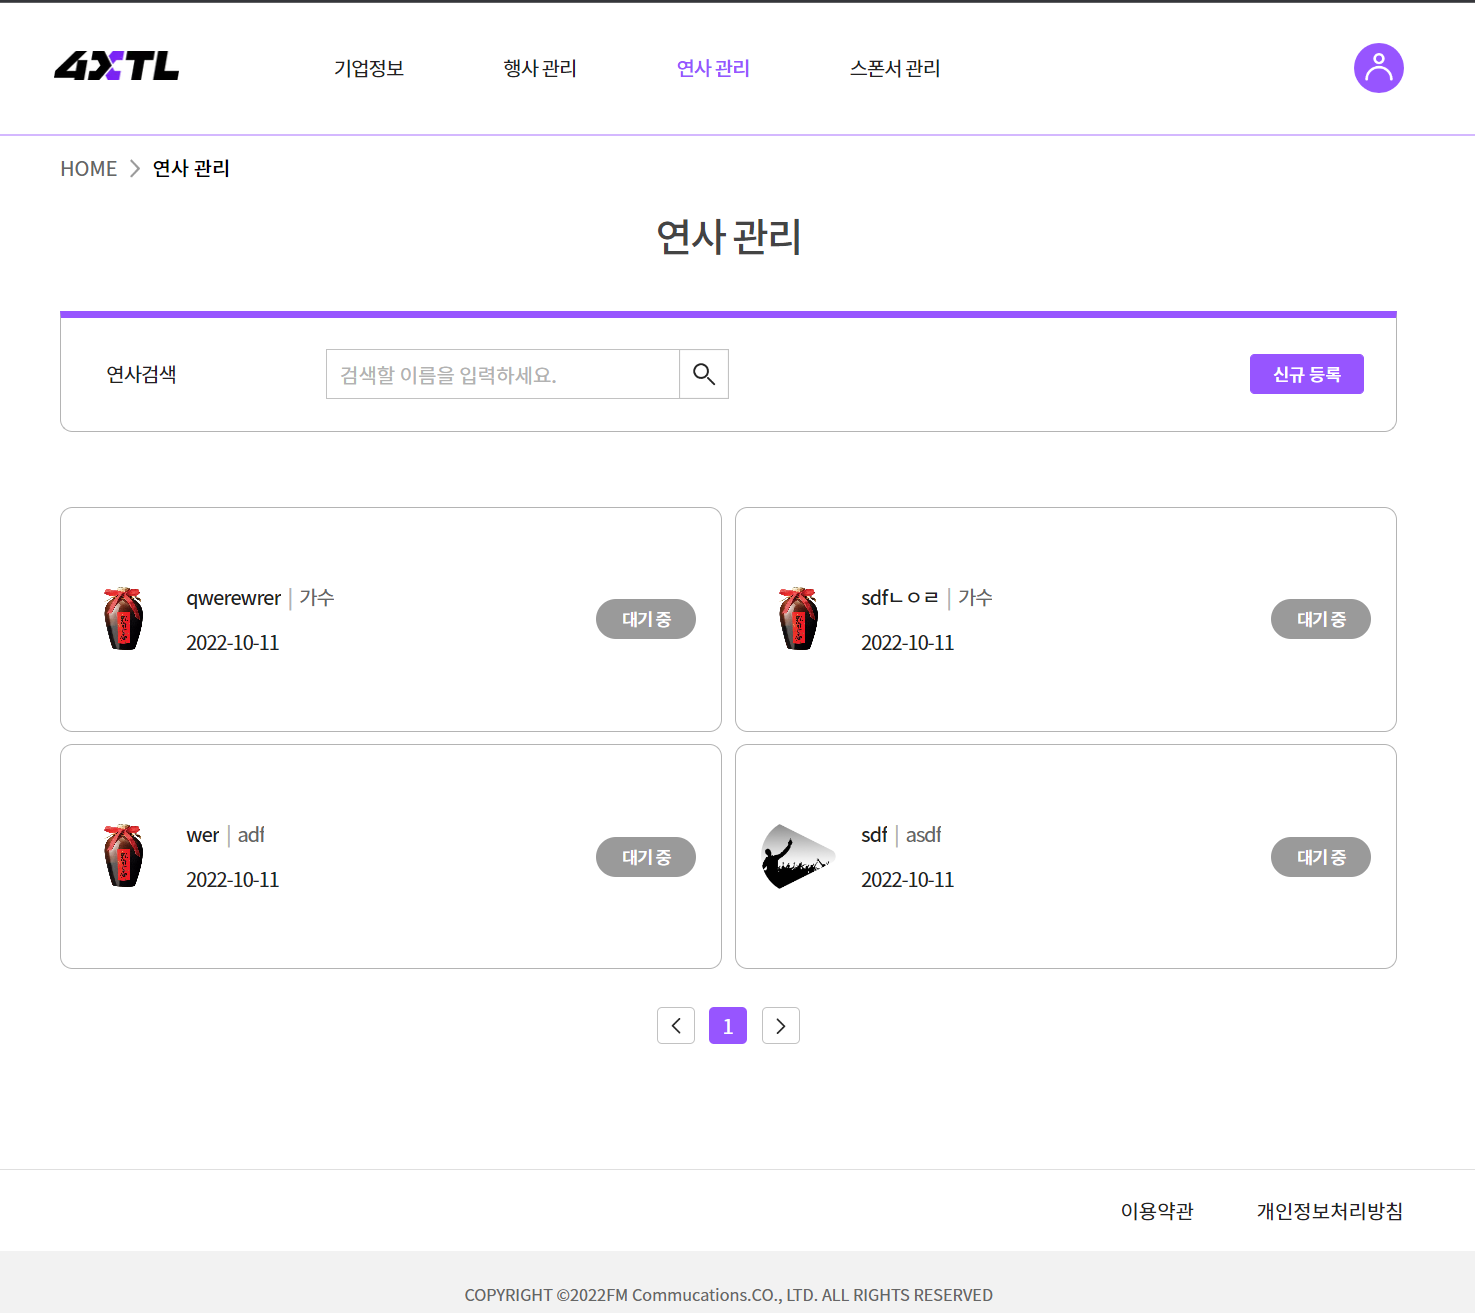 4XTL
기업정보 행사 관리 연사 관리 스폰서 관리
HOME > 연사 관리
연사 관리
연사검색 검색할 이름을 입력하세요. 신규 등록
qwerewrer | 가수
2022-10-11
대기 중
sdfㄴㅇㄹ | 가수
2022-10-11
대기 중
wer | adf
2022-10-11
대기 중
sdf | asdf
2022-10-11
대기 중
< 1 >
이용약관 개인정보처리방침
COPYRIGHT ©2022FM Commucations.CO., LTD. ALL RIGHTS RESERVED